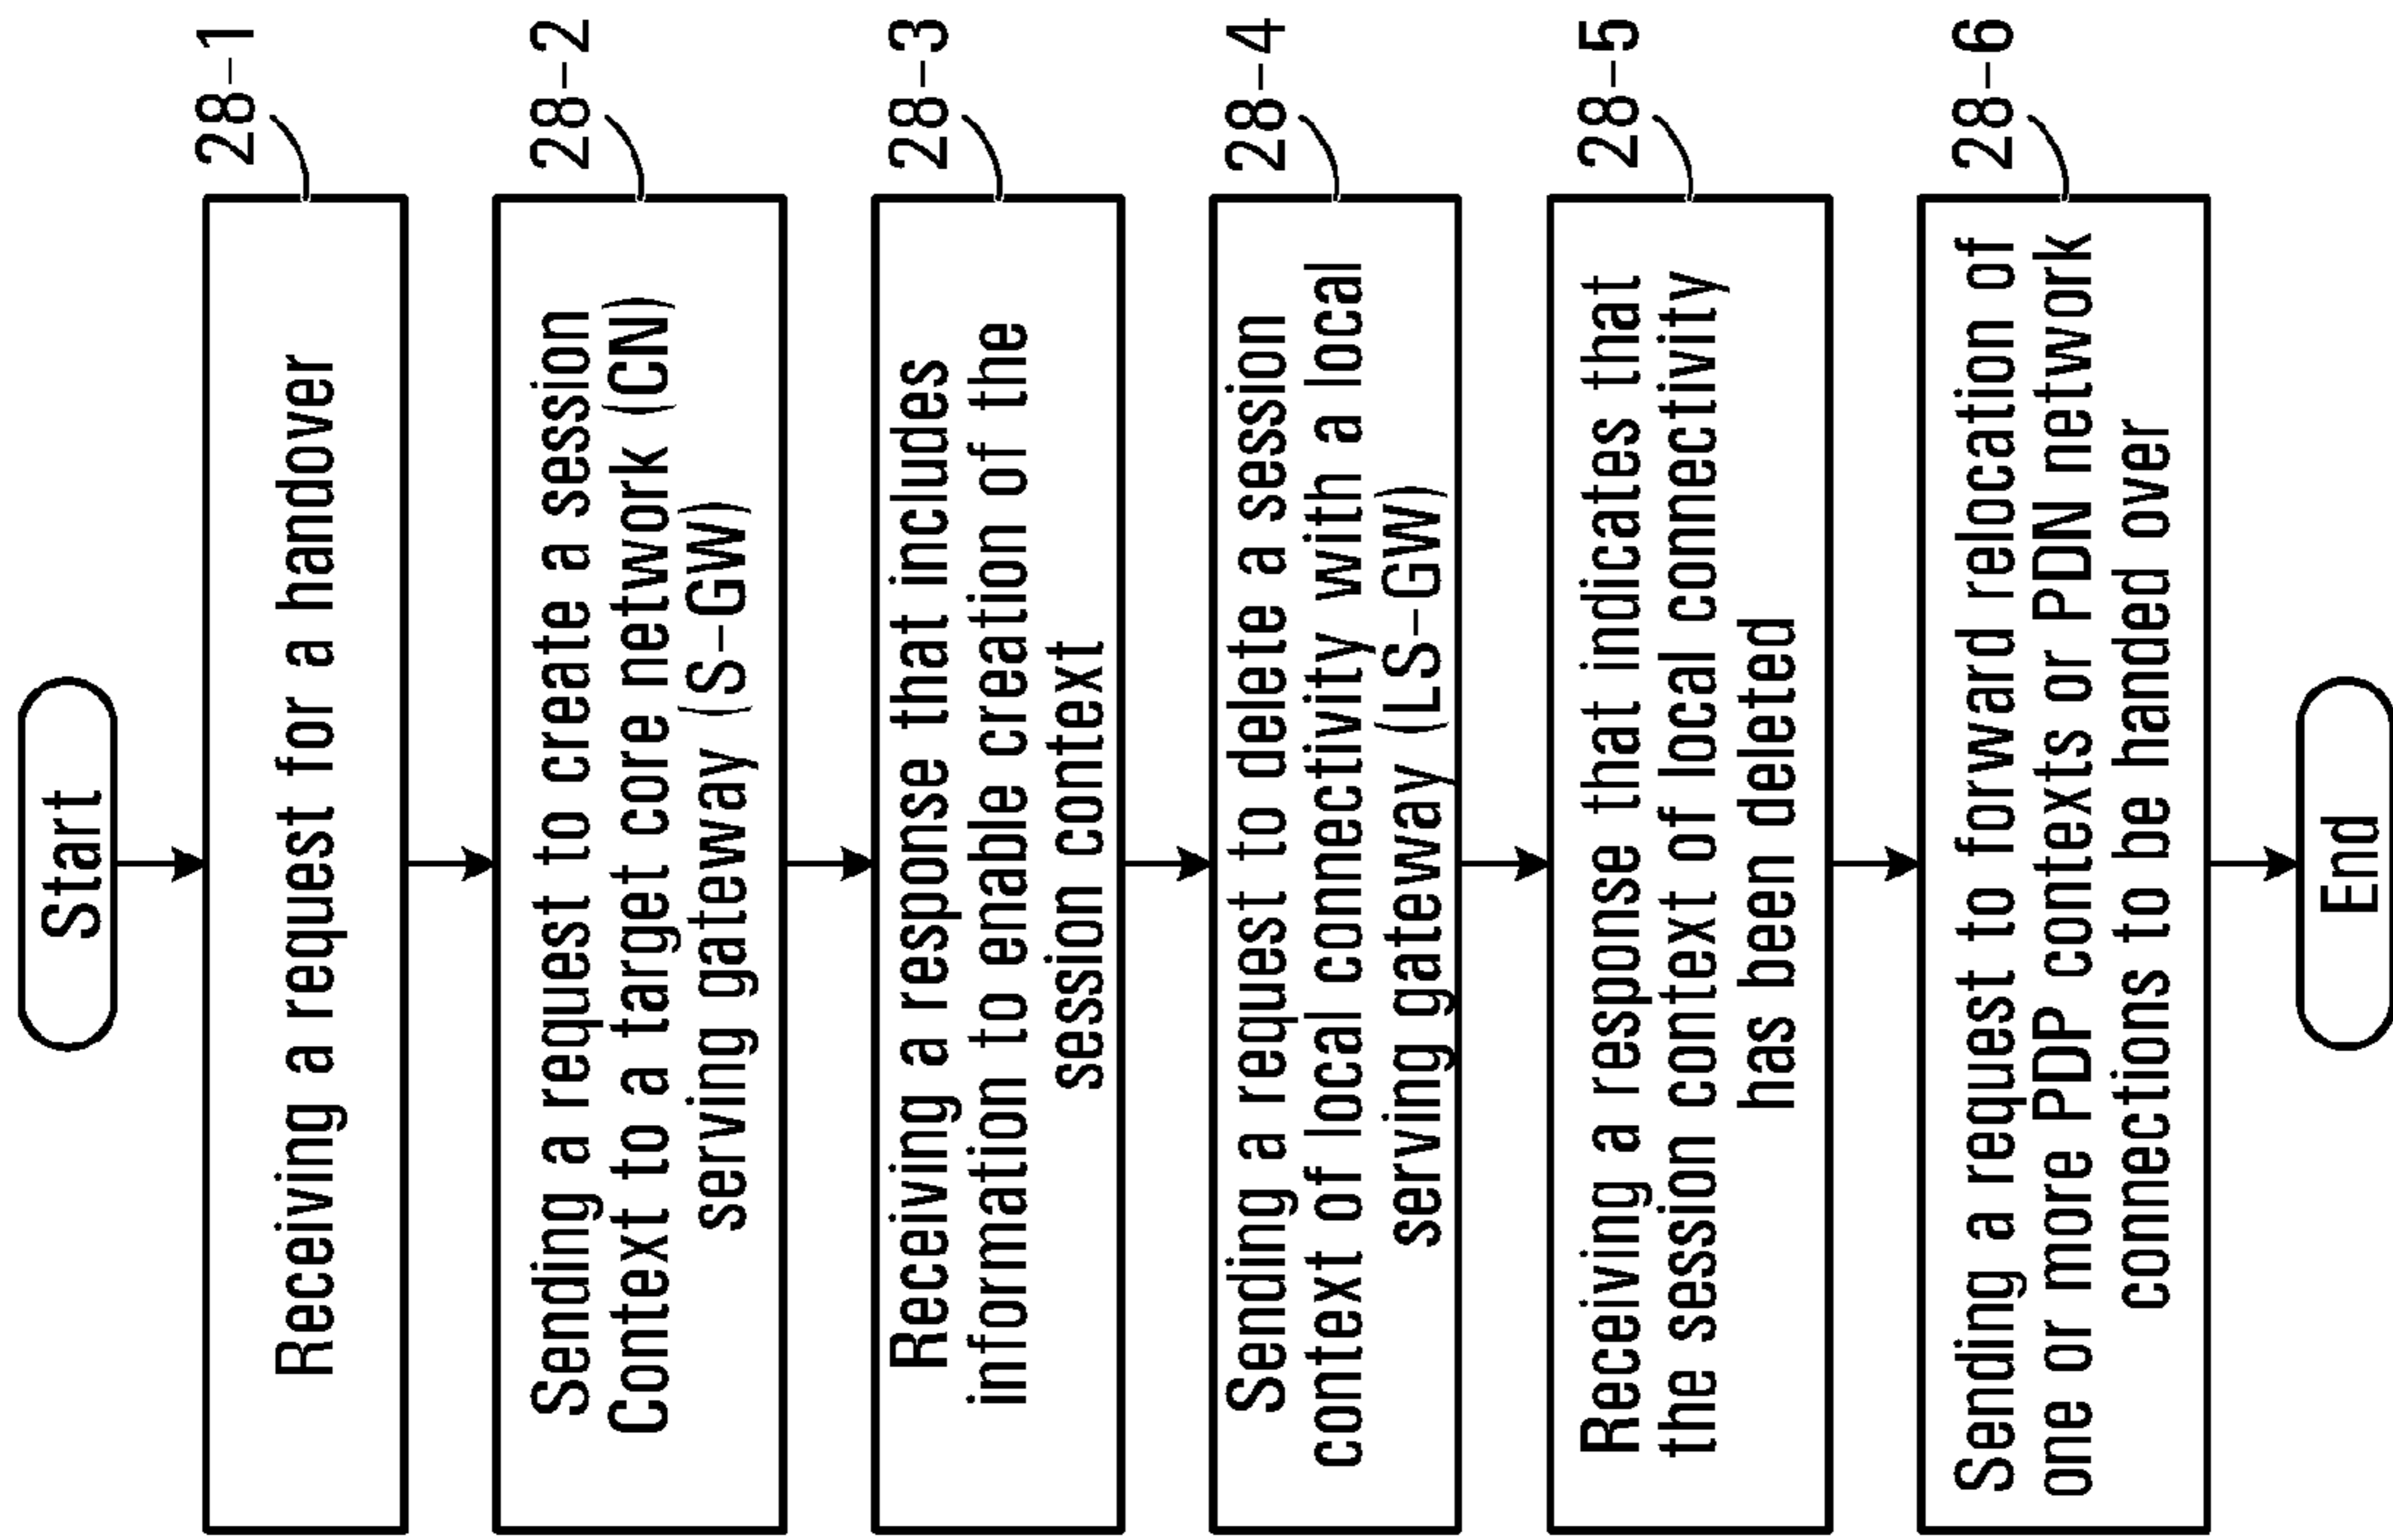 Start
28-1
Receiving a request for a handover
28-2
Sending a request to create a session
Context to a target core network (CN)
serving gateway (S-GW)
28-3
Receiving a response that includes
information to enable creation of the
session context
28-4
Sending a request to delete a session
context of local connectivity with a local
serving gateway (LS-GW)
28-5
Receiving a response that indicates that
the session context of local connectivity
has been deleted
28-6
Sending a request to forward relocation of
one or more PDP contexts or PDN network
connections to be handed over
End